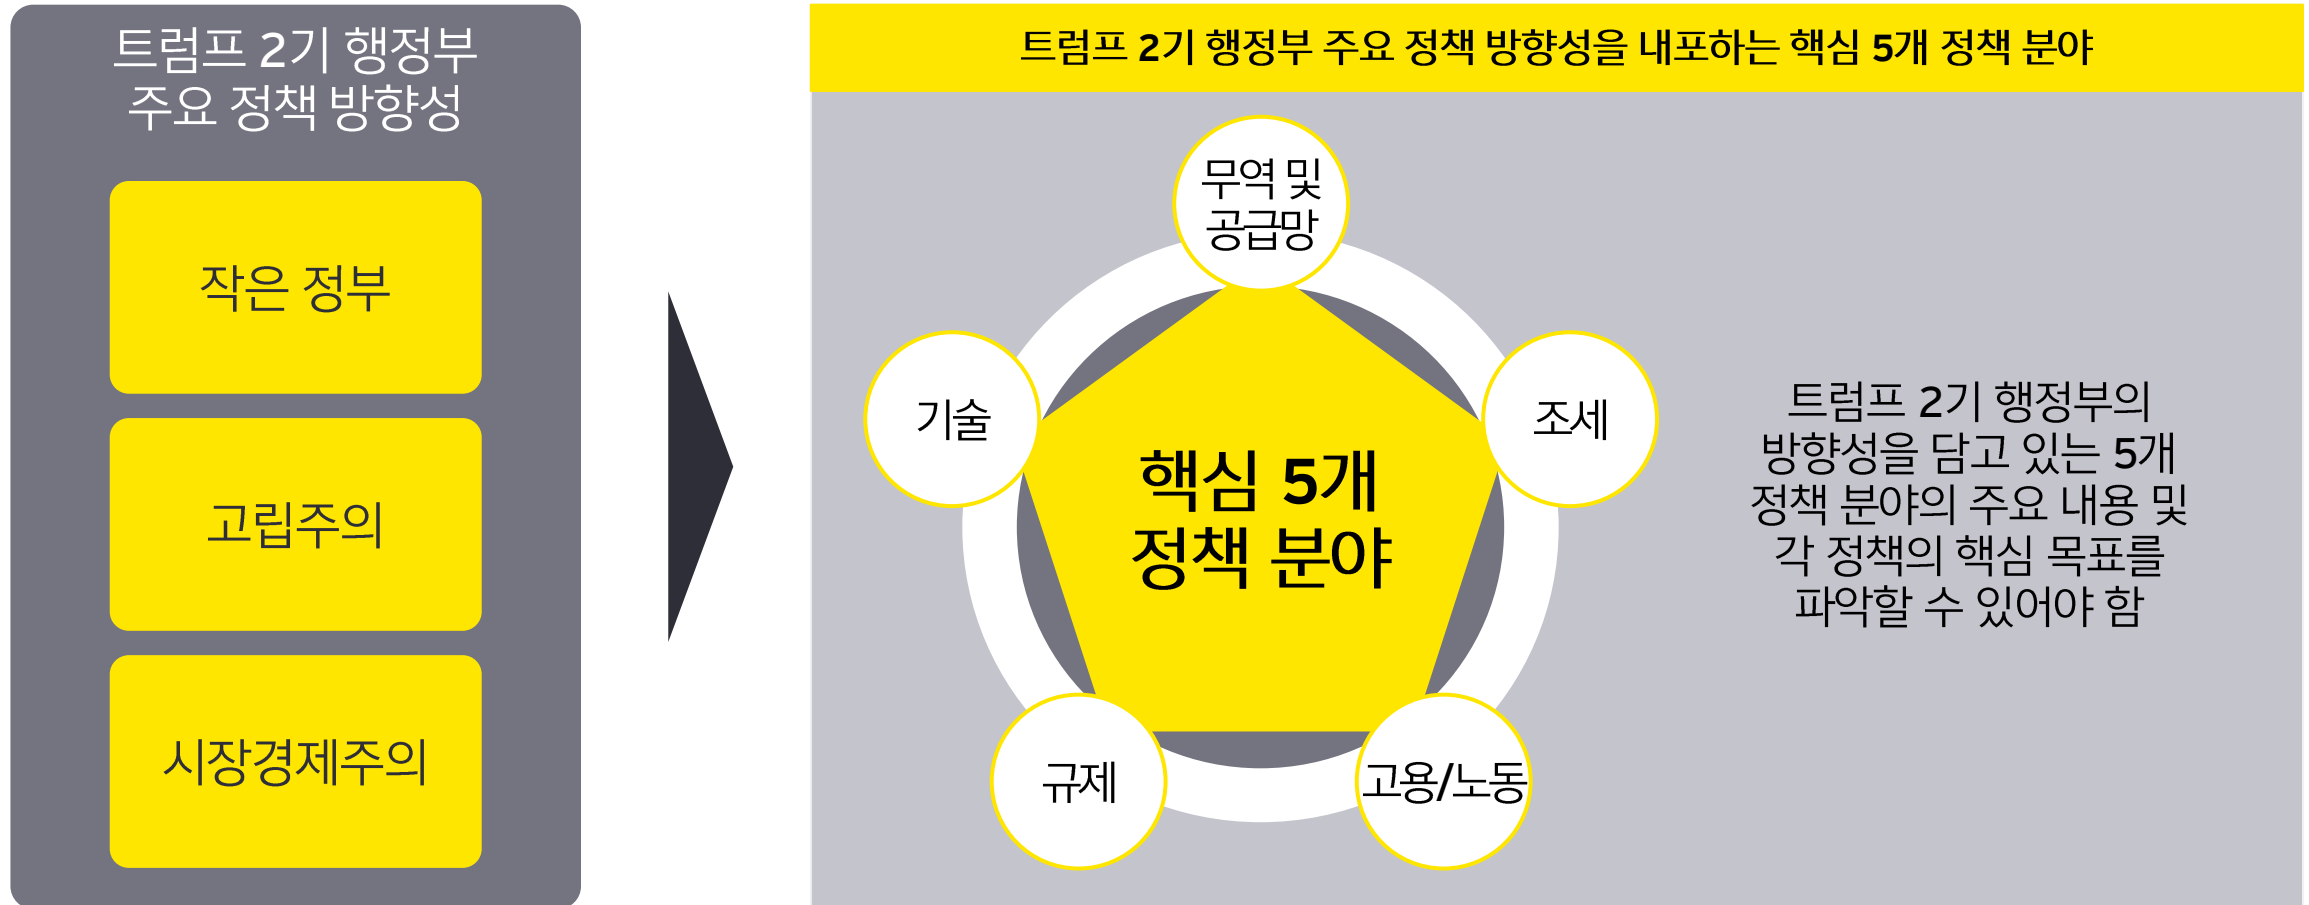 트럼프 2기 행정부
주요 정책 방향성
작은 정부
고립주의
시장경제주의
트럼프 2기 행정부 주요 정책 방향성을 내포하는 핵심 5개 정책 분야
무역 및
공급망
기술
조세
핵심 5개
정책 분야
규제
고용/노동
트럼프 2기 행정부의
방향성을 담고 있는 5개
정책 분야의 주요 내용 및
각 정책의 핵심 목표를
파악할 수 있어야 함